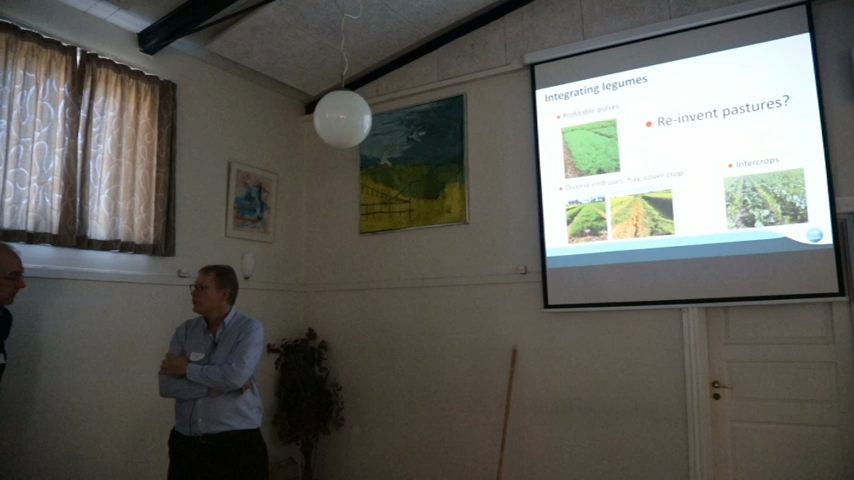 Integrating legumes
• Profitable pulses
• Re-invent pastures?
• Diverse end-uses: hay, cover crop
• Intercrops